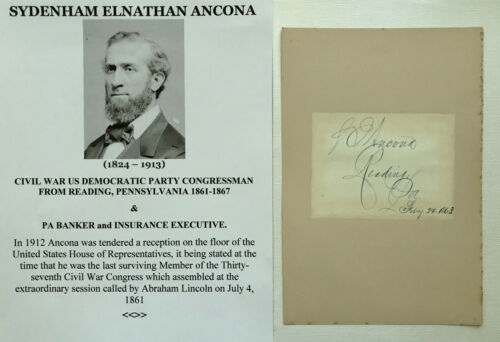 SYDENHAM ELNATHAN ANCONA
(1824 – 1913)
CIVIL WAR US DEMOCRATIC PARTY CONGRESSMAN
FROM READING, PENNSYLVANIA 1861-1867
&
PA BANKER and INSURANCE EXECUTIVE.
In 1912 Ancona was tendered a reception on the floor of the
United States House of Representatives, it being stated at the
time that he was the last surviving Member of the Thirty-
seventh Civil War Congress which assembled at the
extraordinary session called by Abraham Lincoln on July 4,
1861
<<>>
S E Ancona
Reading
Pa
Feby 24 1863